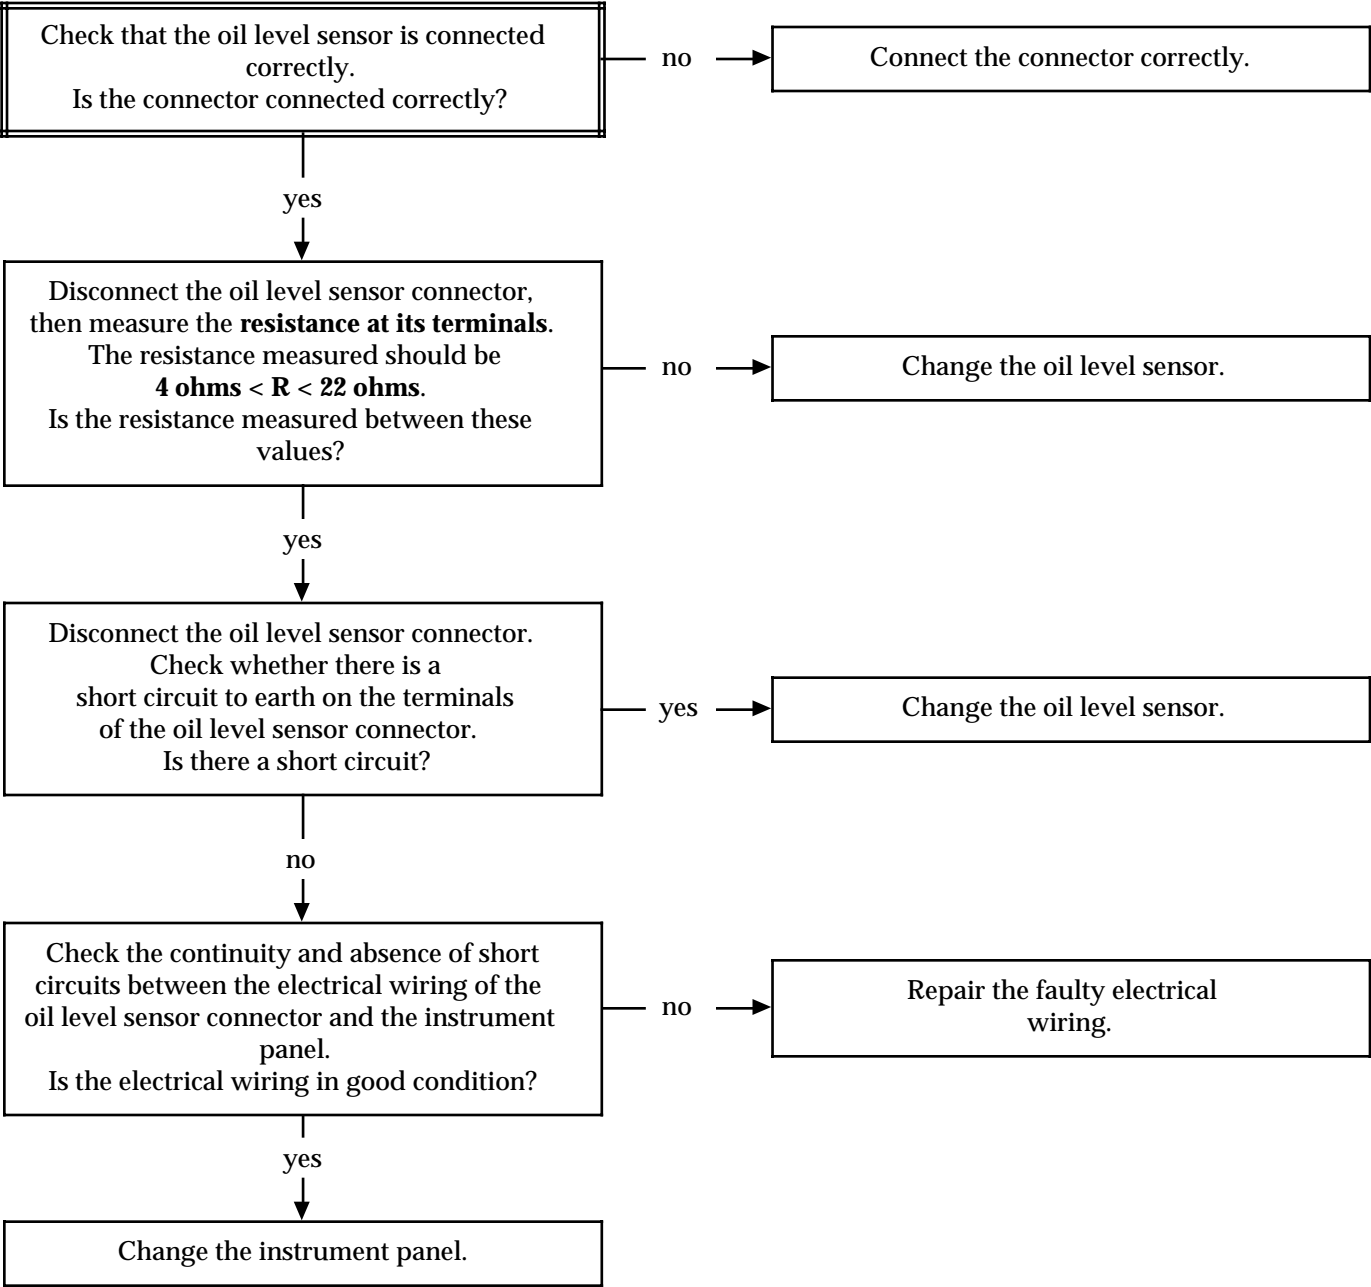 Check that the oil level sensor is connected
correctly.
Is the connector connected correctly?
no
Connect the connector correctly.
yes
Disconnect the oil level sensor connector,
then measure the resistance at its terminals.
The resistance measured should be
4 ohms < R < 22 ohms.
Is the resistance measured between these
values?
no
Change the oil level sensor.
yes
Disconnect the oil level sensor connector.
Check whether there is a
short circuit to earth on the terminals
of the oil level sensor connector.
Is there a short circuit?
yes
Change the oil level sensor.
no
Check the continuity and absence of short
circuits between the electrical wiring of the
oil level sensor connector and the instrument
panel.
Is the electrical wiring in good condition?
no
Repair the faulty electrical
wiring.
yes
Change the instrument panel.